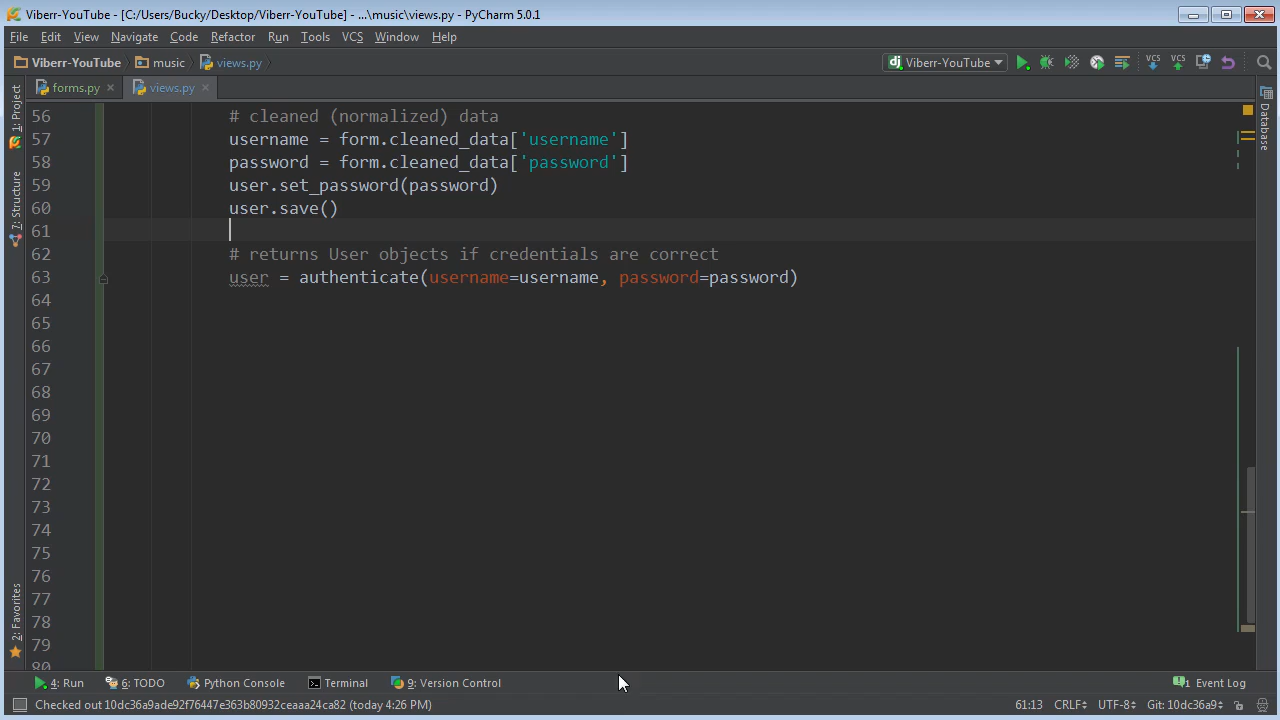 Viberr-YouTube - [C:/Users/Bucky/Desktop/Viberr-YouTube] - ...\music\views.py - PyCharm 5.0.1
File Edit View Navigate Code Refactor Run Tools VCS Window Help
Viberr-YouTube music views.py dj Viberr-YouTube VCS VCS
forms.py views.py
1: Project
7: Structure
2: Favorites
Database
56 # cleaned (normalized) data
57 username = form.cleaned_data['username']
58 password = form.cleaned_data['password']
59 user.set_password(password)
60 user.save()
61
62 # returns User objects if credentials are correct
63 user = authenticate(username=username, password=password)
64
65
66
67
68
69
70
71
72
73
74
75
76
77
78
79
80
4: Run 6: TODO Python Console Terminal 9: Version Control 1 Event Log
Checked out 10dc36a9ade92f76447e363b80932ceaaa24ca82 (today 4:26 PM) 61:13 CRLF UTF-8 Git: 10dc36a9